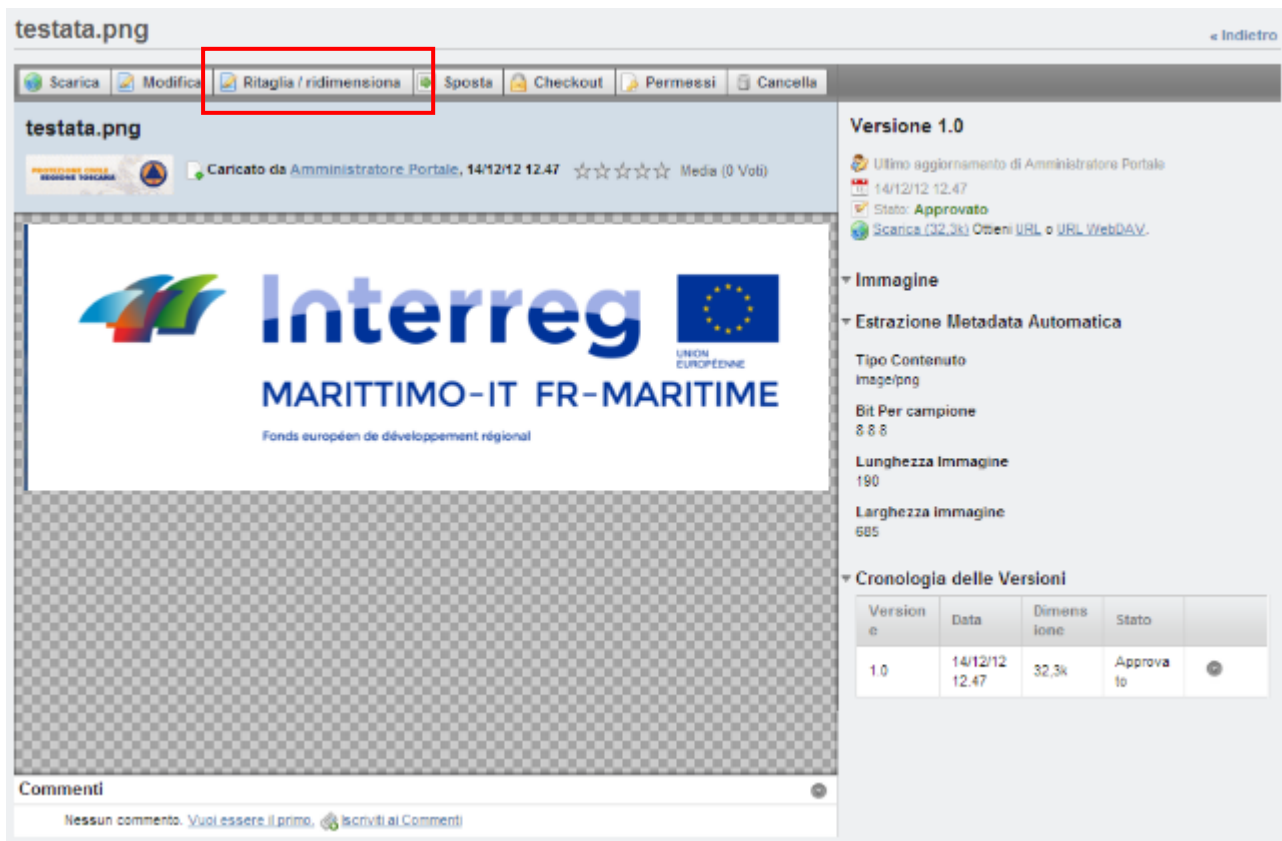 testata.png
« Indietro
Scarica Modifica Ritaglia / ridimensiona Sposta Checkout Permessi Cancella
testata.png
PROTEZIONE CIVILE
REGIONE TOSCANA
Caricato da Amministratore Portale, 14/12/12 12.47 Media (0 Voti)
Interreg
UNION
EUROPÉENNE
MARITTIMO-IT FR-MARITIME
Fonds européen de développement régional
Commenti
Nessun commento. Vuoi essere il primo. Iscriviti ai Commenti
Versione 1.0
Ultimo aggiornamento di Amministratore Portale
14/12/12 12.47
Stato: Approvato
Scarica (32,3k) Ottieni URL o URL WebDAV.
Immagine
Estrazione Metadata Automatica
Tipo Contenuto
image/png
Bit Per campione
8 8 8
Lunghezza Immagine
190
Larghezza immagine
685
Cronologia delle Versioni
Version
e
Data
Dimens
ione
Stato
1.0
14/12/12
12.47
32,3k
Approva
to